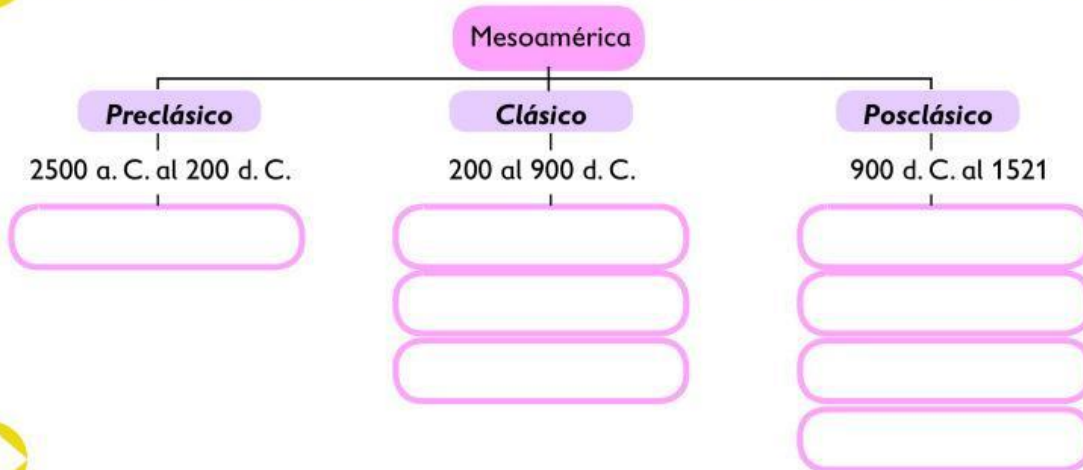 Mesoamérica
Preclásico
Clásico
Posclásico
2500 a. C. al 200 d. C.
200 al 900 d. C.
900 d. C. al 1521